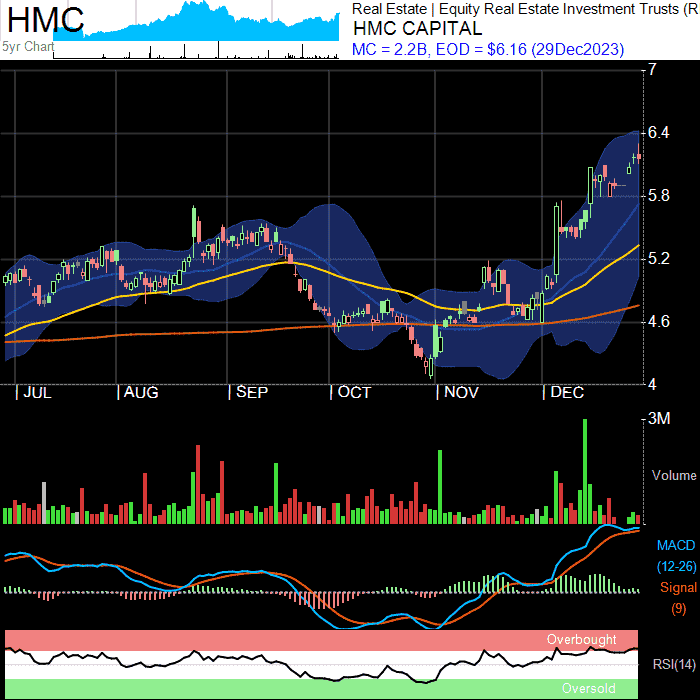 HMC
5yr Chart
Real Estate | Equity Real Estate Investment Trusts (R
HMC CAPITAL
MC = 2.2B, EOD = $6.16 (29Dec2023)
7
6.4
5.8
5.2
4.6
4
| JUL | AUG | SEP | OCT | NOV | DEC
3M
Volume
MACD
(12-26)
Signal
(9)
Overbought
RSI(14)
Oversold